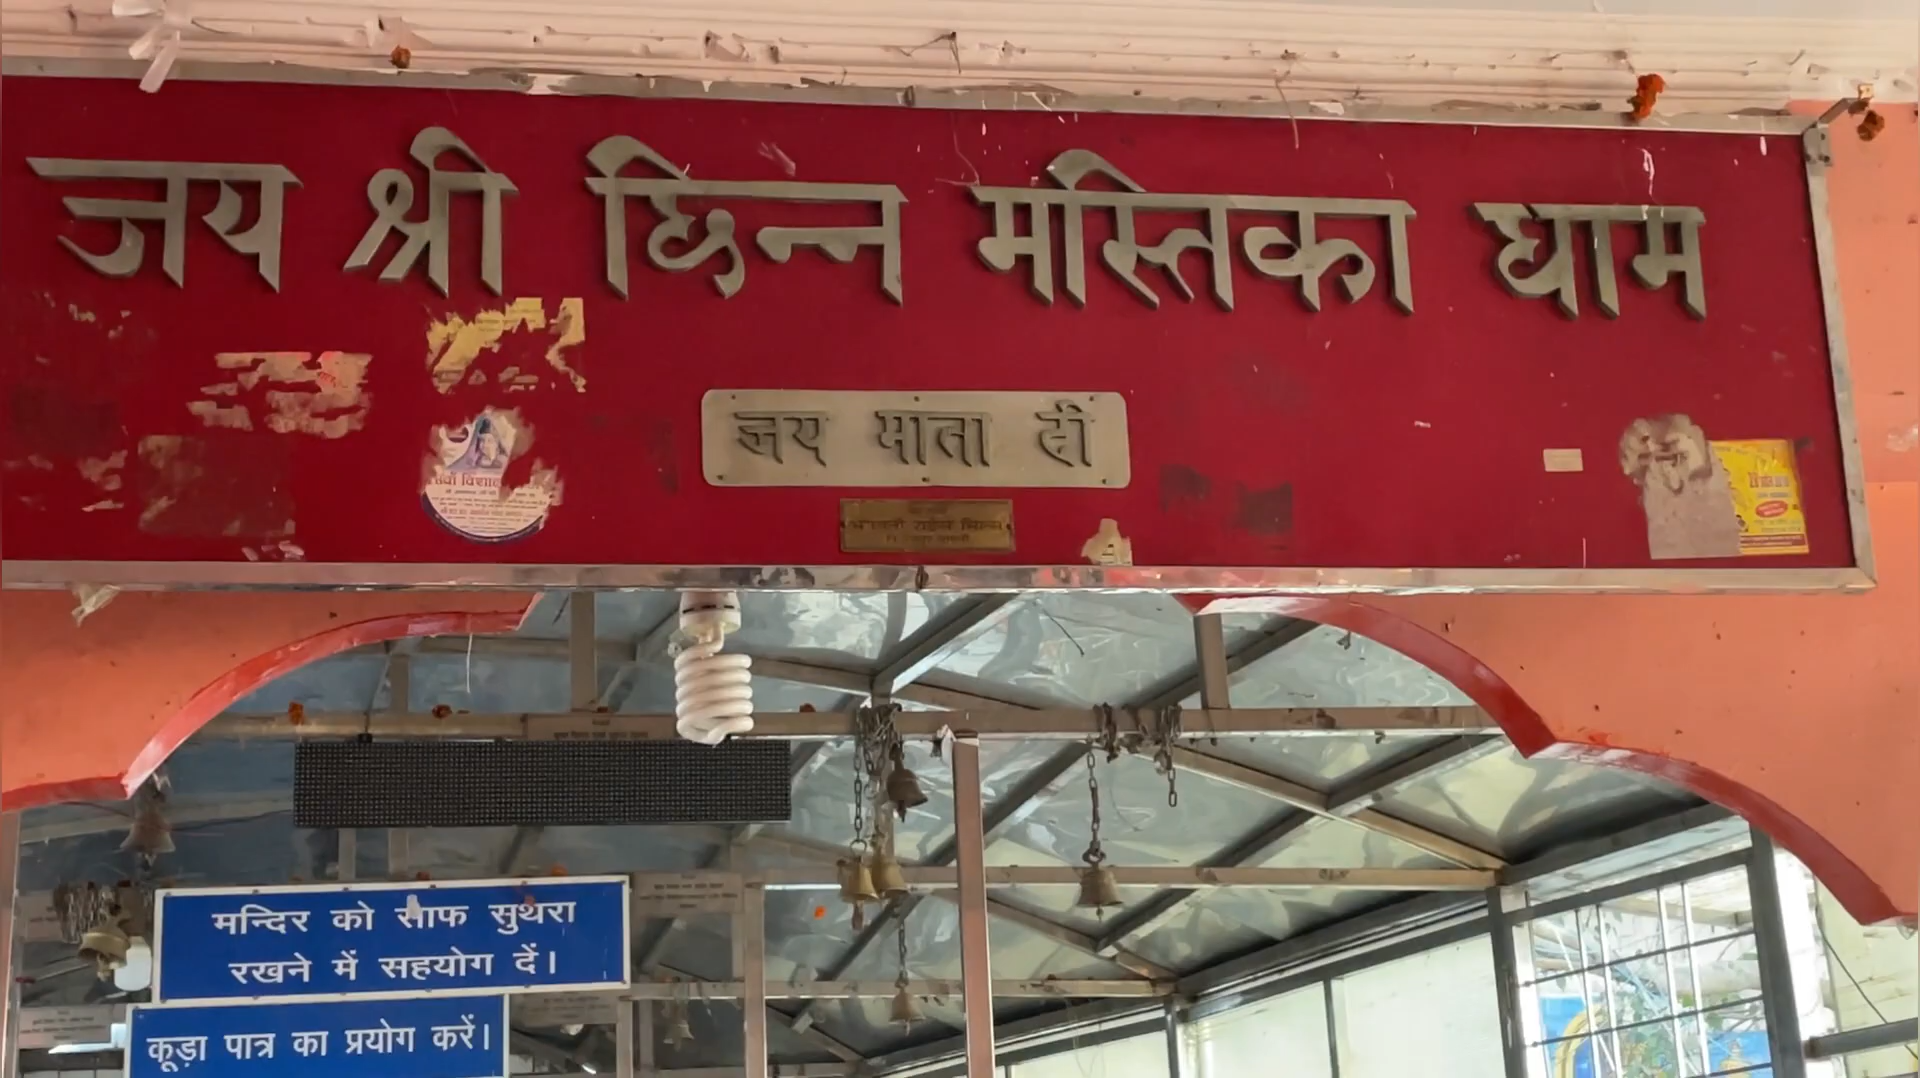 जय श्री छिन्न मस्तिका धाम
जय माता दी
मन्दिर को साफ सुथरा
रखने में सहयोग दें।
कूड़ा पात्र का प्रयोग करें।